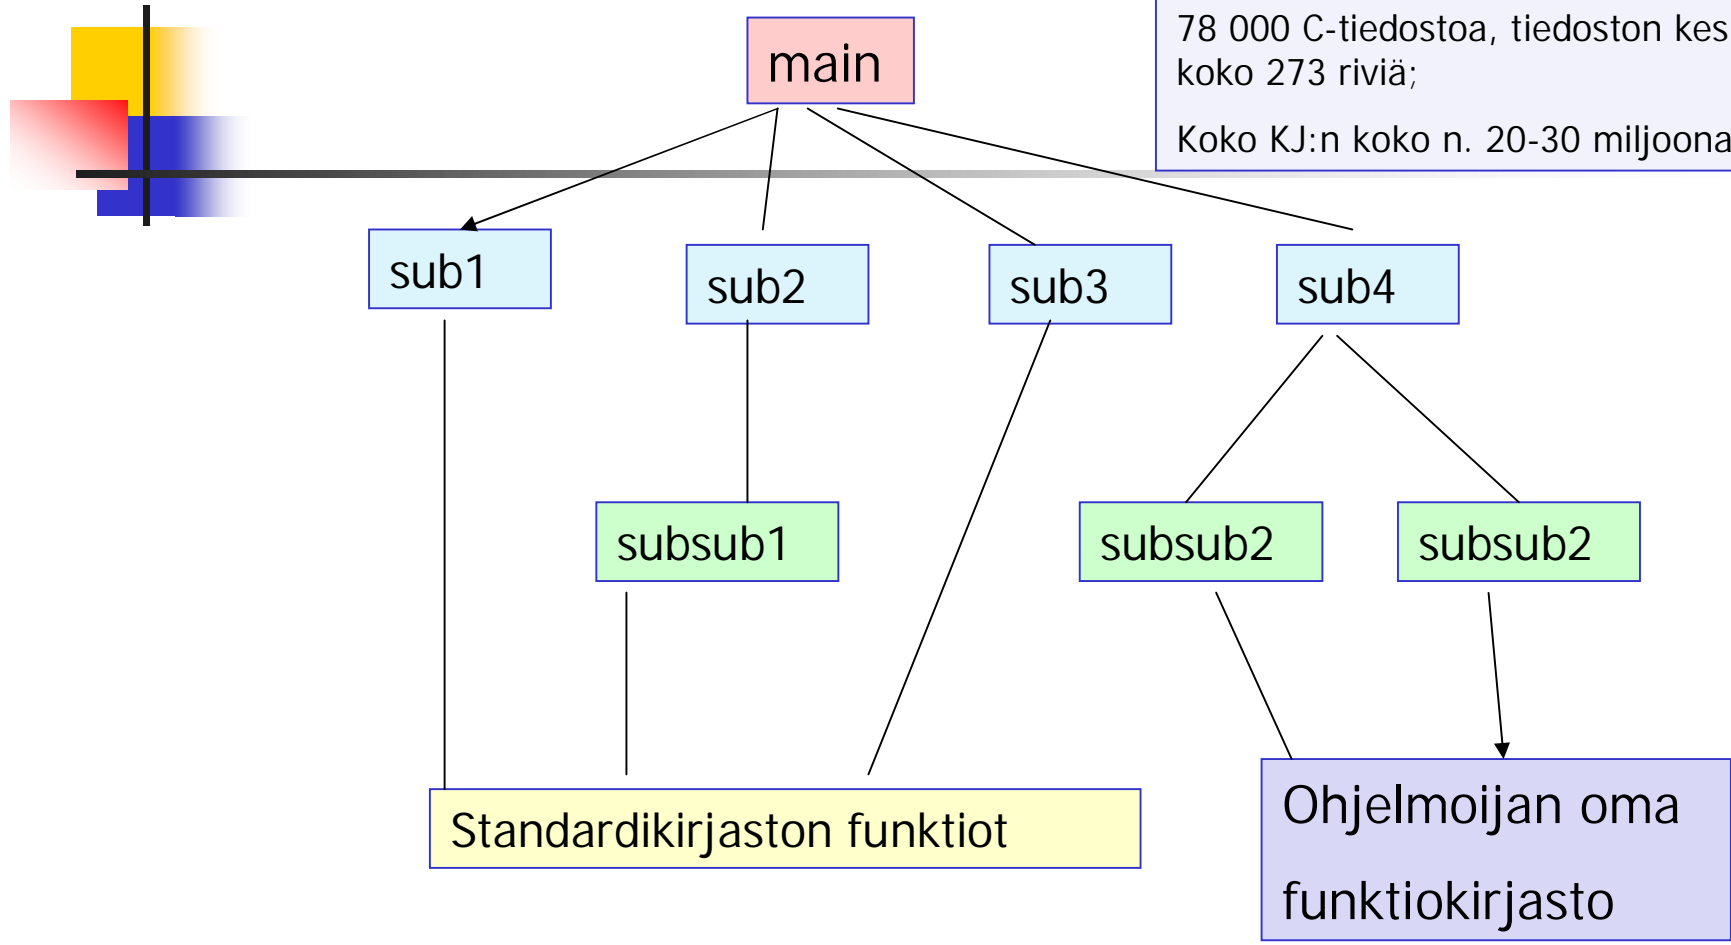 78 000 C-tiedostoa, tiedoston kes
koko 273 riviä;
Koko KJ:n koko n. 20-30 miljoona
main
sub1
sub2
sub3
sub4
subsub1
subsub2
subsub2
Standardikirjaston funktiot
Ohjelmoijan oma
funktiokirjasto